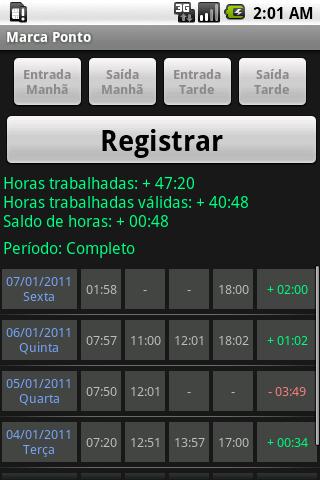 3G 2:01 AM
Marca Ponto
Entrada Manhã Saída Manhã Entrada Tarde Saída Tarde
Registrar
Horas trabalhadas: + 47:20
Horas trabalhadas válidas: + 40:48
Saldo de horas: + 00:48
Período: Completo
07/01/2011 Sexta 01:58 - - 18:00 + 02:00
06/01/2011 Quinta 07:57 11:00 12:01 18:02 + 01:02
05/01/2011 Quarta 07:50 12:01 - - - 03:49
04/01/2011 Terça 07:20 12:51 13:57 17:00 + 00:34